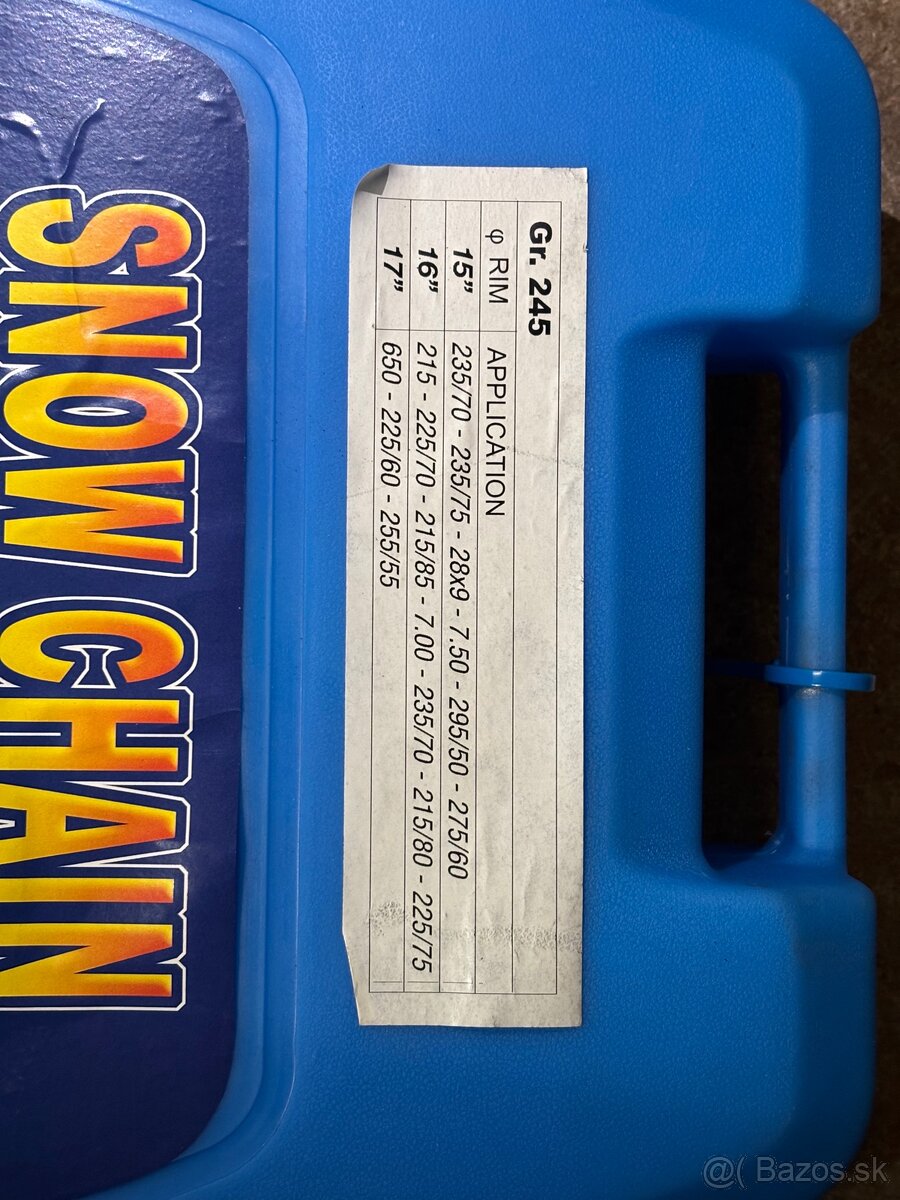 SNOW CHAIN
Gr. 245
φ RIM APPLICATION
15” 235/70 - 235/75 - 28x9 - 7.50 - 295/50 - 275/60
16” 215 - 225/70 - 215/85 - 7.00 - 235/70 - 215/80 - 225/75
17” 650 - 225/60 - 255/55
@( Bazos.sk